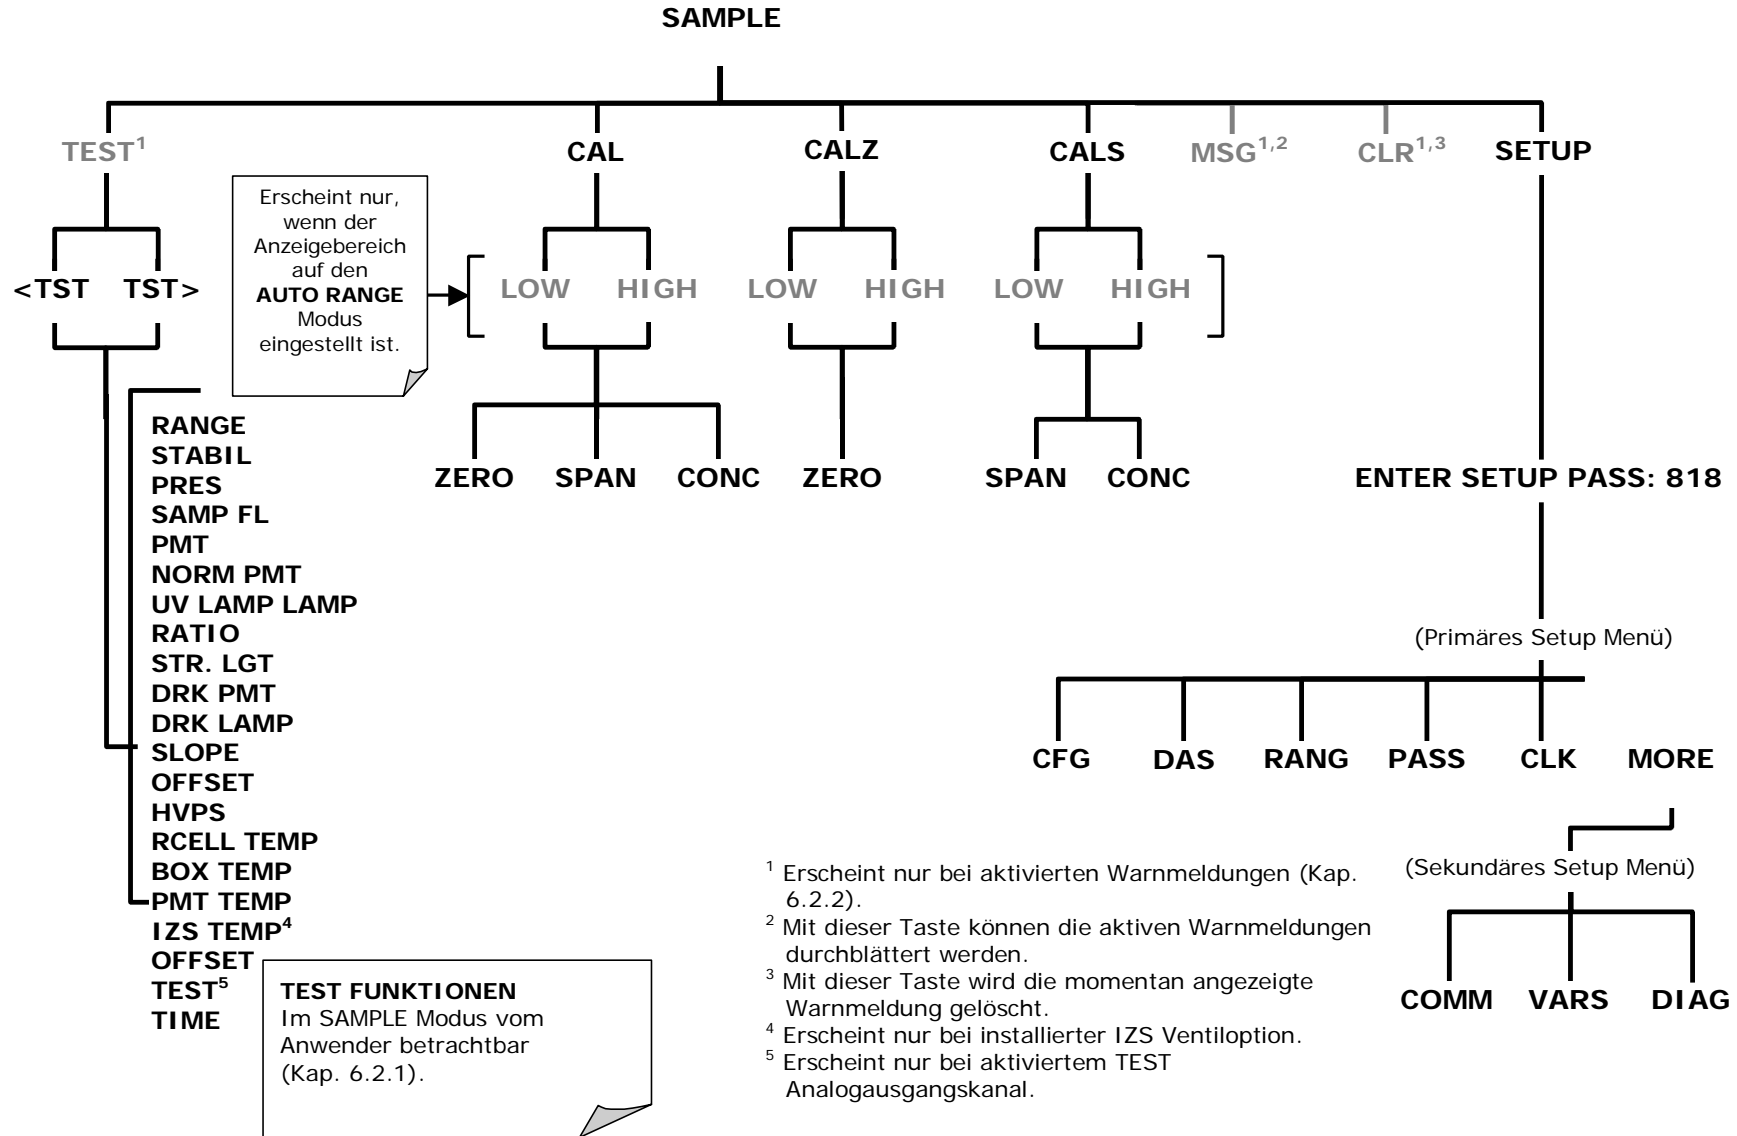 SAMPLE
TEST1 CAL CALZ CALS MSG1,2 CLR1,3 SETUP
Erscheint nur,
wenn der
Anzeigebereich
auf den
AUTO RANGE
Modus
eingestellt ist.
<TST TST> LOW HIGH LOW HIGH LOW HIGH
RANGE
STABIL
PRES
SAMP FL
PMT
NORM PMT
UV LAMP LAMP
RATIO
STR. LGT
DRK PMT
DRK LAMP
SLOPE
OFFSET
HVPS
RCELL TEMP
BOX TEMP
PMT TEMP
IZS TEMP4
OFFSET
TEST5
TIME
ZERO SPAN CONC ZERO SPAN CONC ENTER SETUP PASS: 818
(Primäres Setup Menü)
CFG DAS RANG PASS CLK MORE
(Sekundäres Setup Menü)
COMM VARS DIAG
TEST FUNKTIONEN
Im SAMPLE Modus vom
Anwender betrachtbar
(Kap. 6.2.1).
1 Erscheint nur bei aktivierten Warnmeldungen (Kap.
6.2.2).
2 Mit dieser Taste können die aktiven Warnmeldungen
durchblättert werden.
3 Mit dieser Taste wird die momentan angezeigte
Warnmeldung gelöscht.
4 Erscheint nur bei installierter IZS Ventiloption.
5 Erscheint nur bei aktiviertem TEST
Analogausgangskanal.